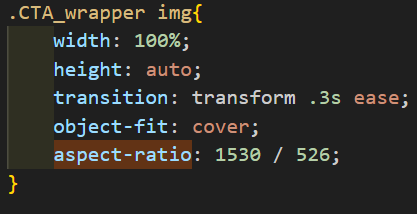 .CTA_wrapper img{
width: 100%;
height: auto;
transition: transform .3s ease;
object-fit: cover;
aspect-ratio: 1530 / 526;
}